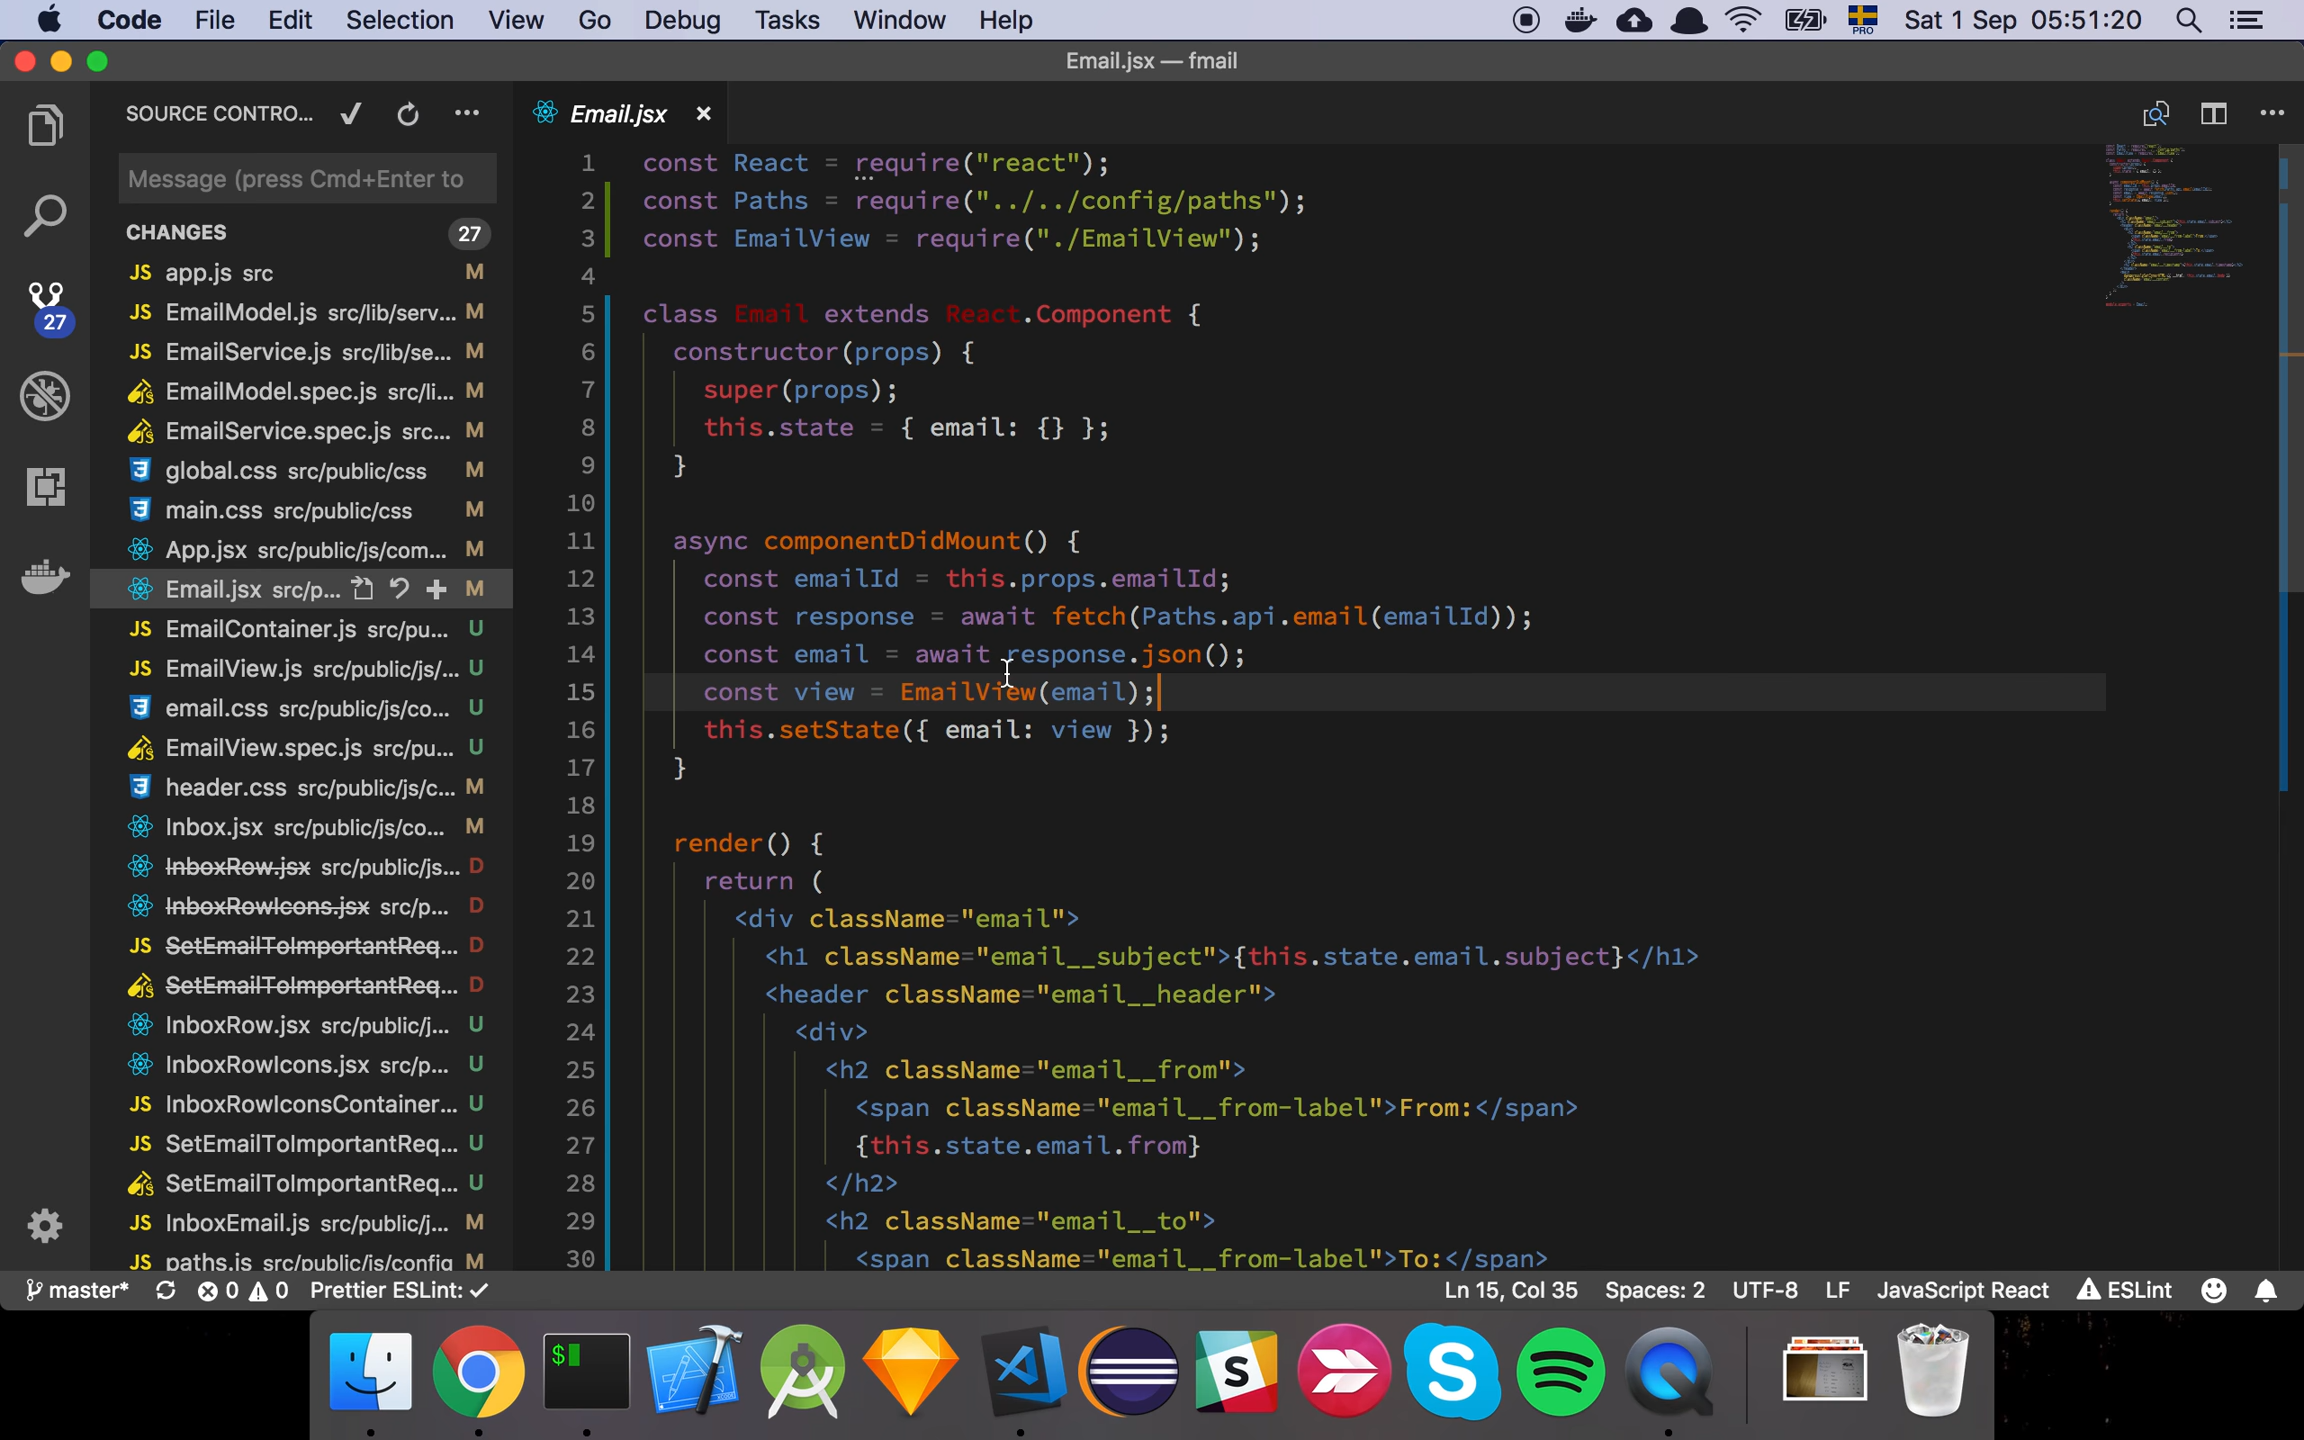 Code File Edit Selection View Go Debug Tasks Window Help PRO Sat 1 Sep 05:51:20
Email.jsx — fmail
SOURCE CONTRO...
Message (press Cmd+Enter to
CHANGES 27
27
JS app.js src M
JS EmailModel.js src/lib/serv... M
JS EmailService.js src/lib/se... M
EmailModel.spec.js src/li... M
EmailService.spec.js src... M
global.css src/public/css M
main.css src/public/css M
App.jsx src/public/js/com... M
Email.jsx src/p... M
JS EmailContainer.js src/pu... U
JS EmailView.js src/public/js/... U
email.css src/public/js/co... U
EmailView.spec.js src/pu... U
header.css src/public/js/c... M
Inbox.jsx src/public/js/co... M
InboxRow.jsx src/public/js... D
InboxRowIcons.jsx src/p... D
JS SetEmailToImportantReq... D
SetEmailToImportantReq... D
InboxRow.jsx src/public/j... U
InboxRowIcons.jsx src/p... U
JS InboxRowIconsContainer... U
JS SetEmailToImportantReq... U
SetEmailToImportantReq... U
JS InboxEmail.js src/public/j... M
JS paths.js src/public/js/config M
Email.jsx ×
1 const React = require("react");
2 const Paths = require("../../config/paths");
3 const EmailView = require("./EmailView");
4
5 class Email extends React.Component {
6 constructor(props) {
7 super(props);
8 this.state = { email: {} };
9 }
10
11 async componentDidMount() {
12 const emailId = this.props.emailId;
13 const response = await fetch(Paths.api.email(emailId));
14 const email = await response.json();
15 const view = EmailView(email);
16 this.setState({ email: view });
17 }
18
19 render() {
20 return (
21 <div className="email">
22 <h1 className="email__subject">{this.state.email.subject}</h1>
23 <header className="email__header">
24 <div>
25 <h2 className="email__from">
26 <span className="email__from-label">From:</span>
27 {this.state.email.from}
28 </h2>
29 <h2 className="email__to">
30 <span className="email__from-label">To:</span>
master* 0 0 Prettier ESLint: ✓ Ln 15, Col 35 Spaces: 2 UTF-8 LF JavaScript React ESLint
$
S
S